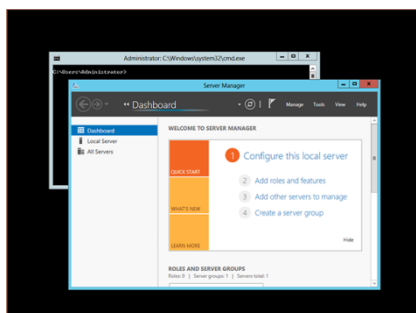 Administrator: C:\Windows\system32\cmd.exe
C:\Users\Administrator>
Server Manager
Dashboard
Manage Tools View Help
Dashboard
Local Server
All Servers
WELCOME TO SERVER MANAGER
QUICK START
WHAT'S NEW
LEARN MORE
1 Configure this local server
2 Add roles and features
3 Add other servers to manage
4 Create a server group
Hide
ROLES AND SERVER GROUPS
Roles: 0 | Server groups: 1 | Servers total: 1